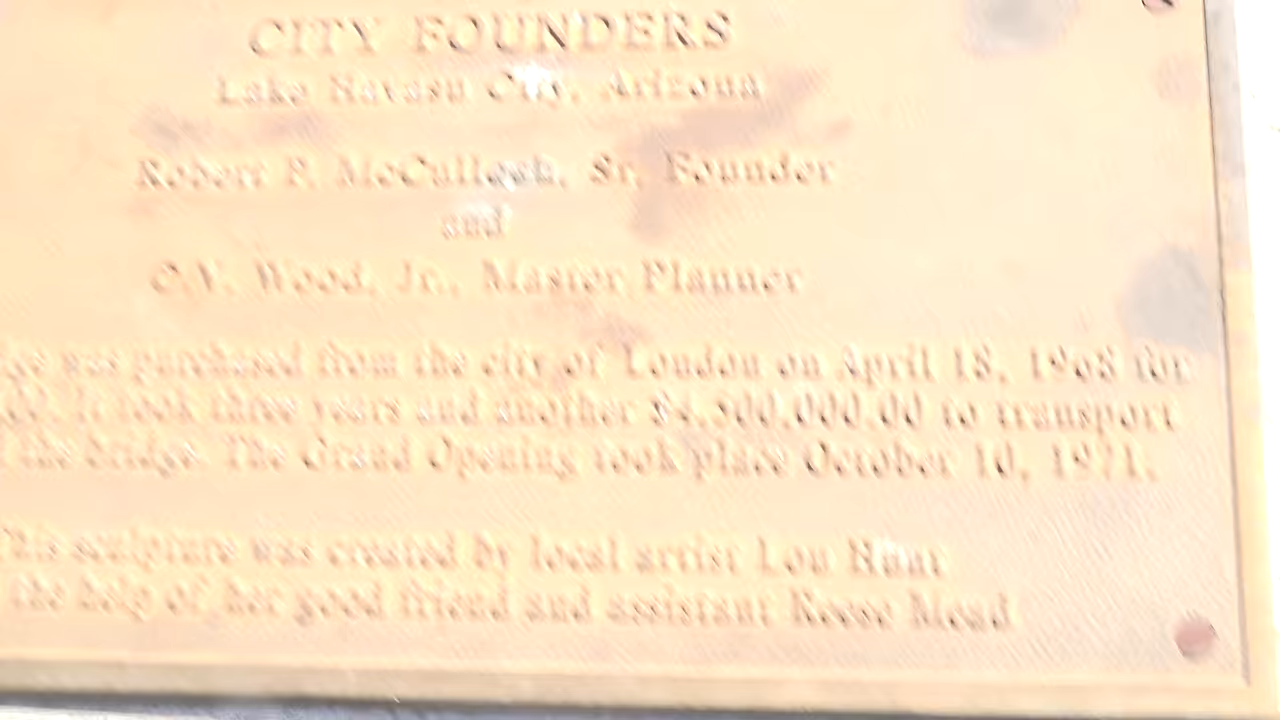 CITY FOUNDERS
Lake Havasu City, Arizona
Robert P. McCulloch, Sr, Founder
and
C.V. Wood, Jr., Master Planner
was purchased from the city of London on April 18, 1968 for
It took three years and another $4,500,000.00 to transport
the bridge. The Grand Opening took place October 10, 1971.
This sculpture was created by local artist Lou Hunt
the help of her good friend and assistant Reese Mead